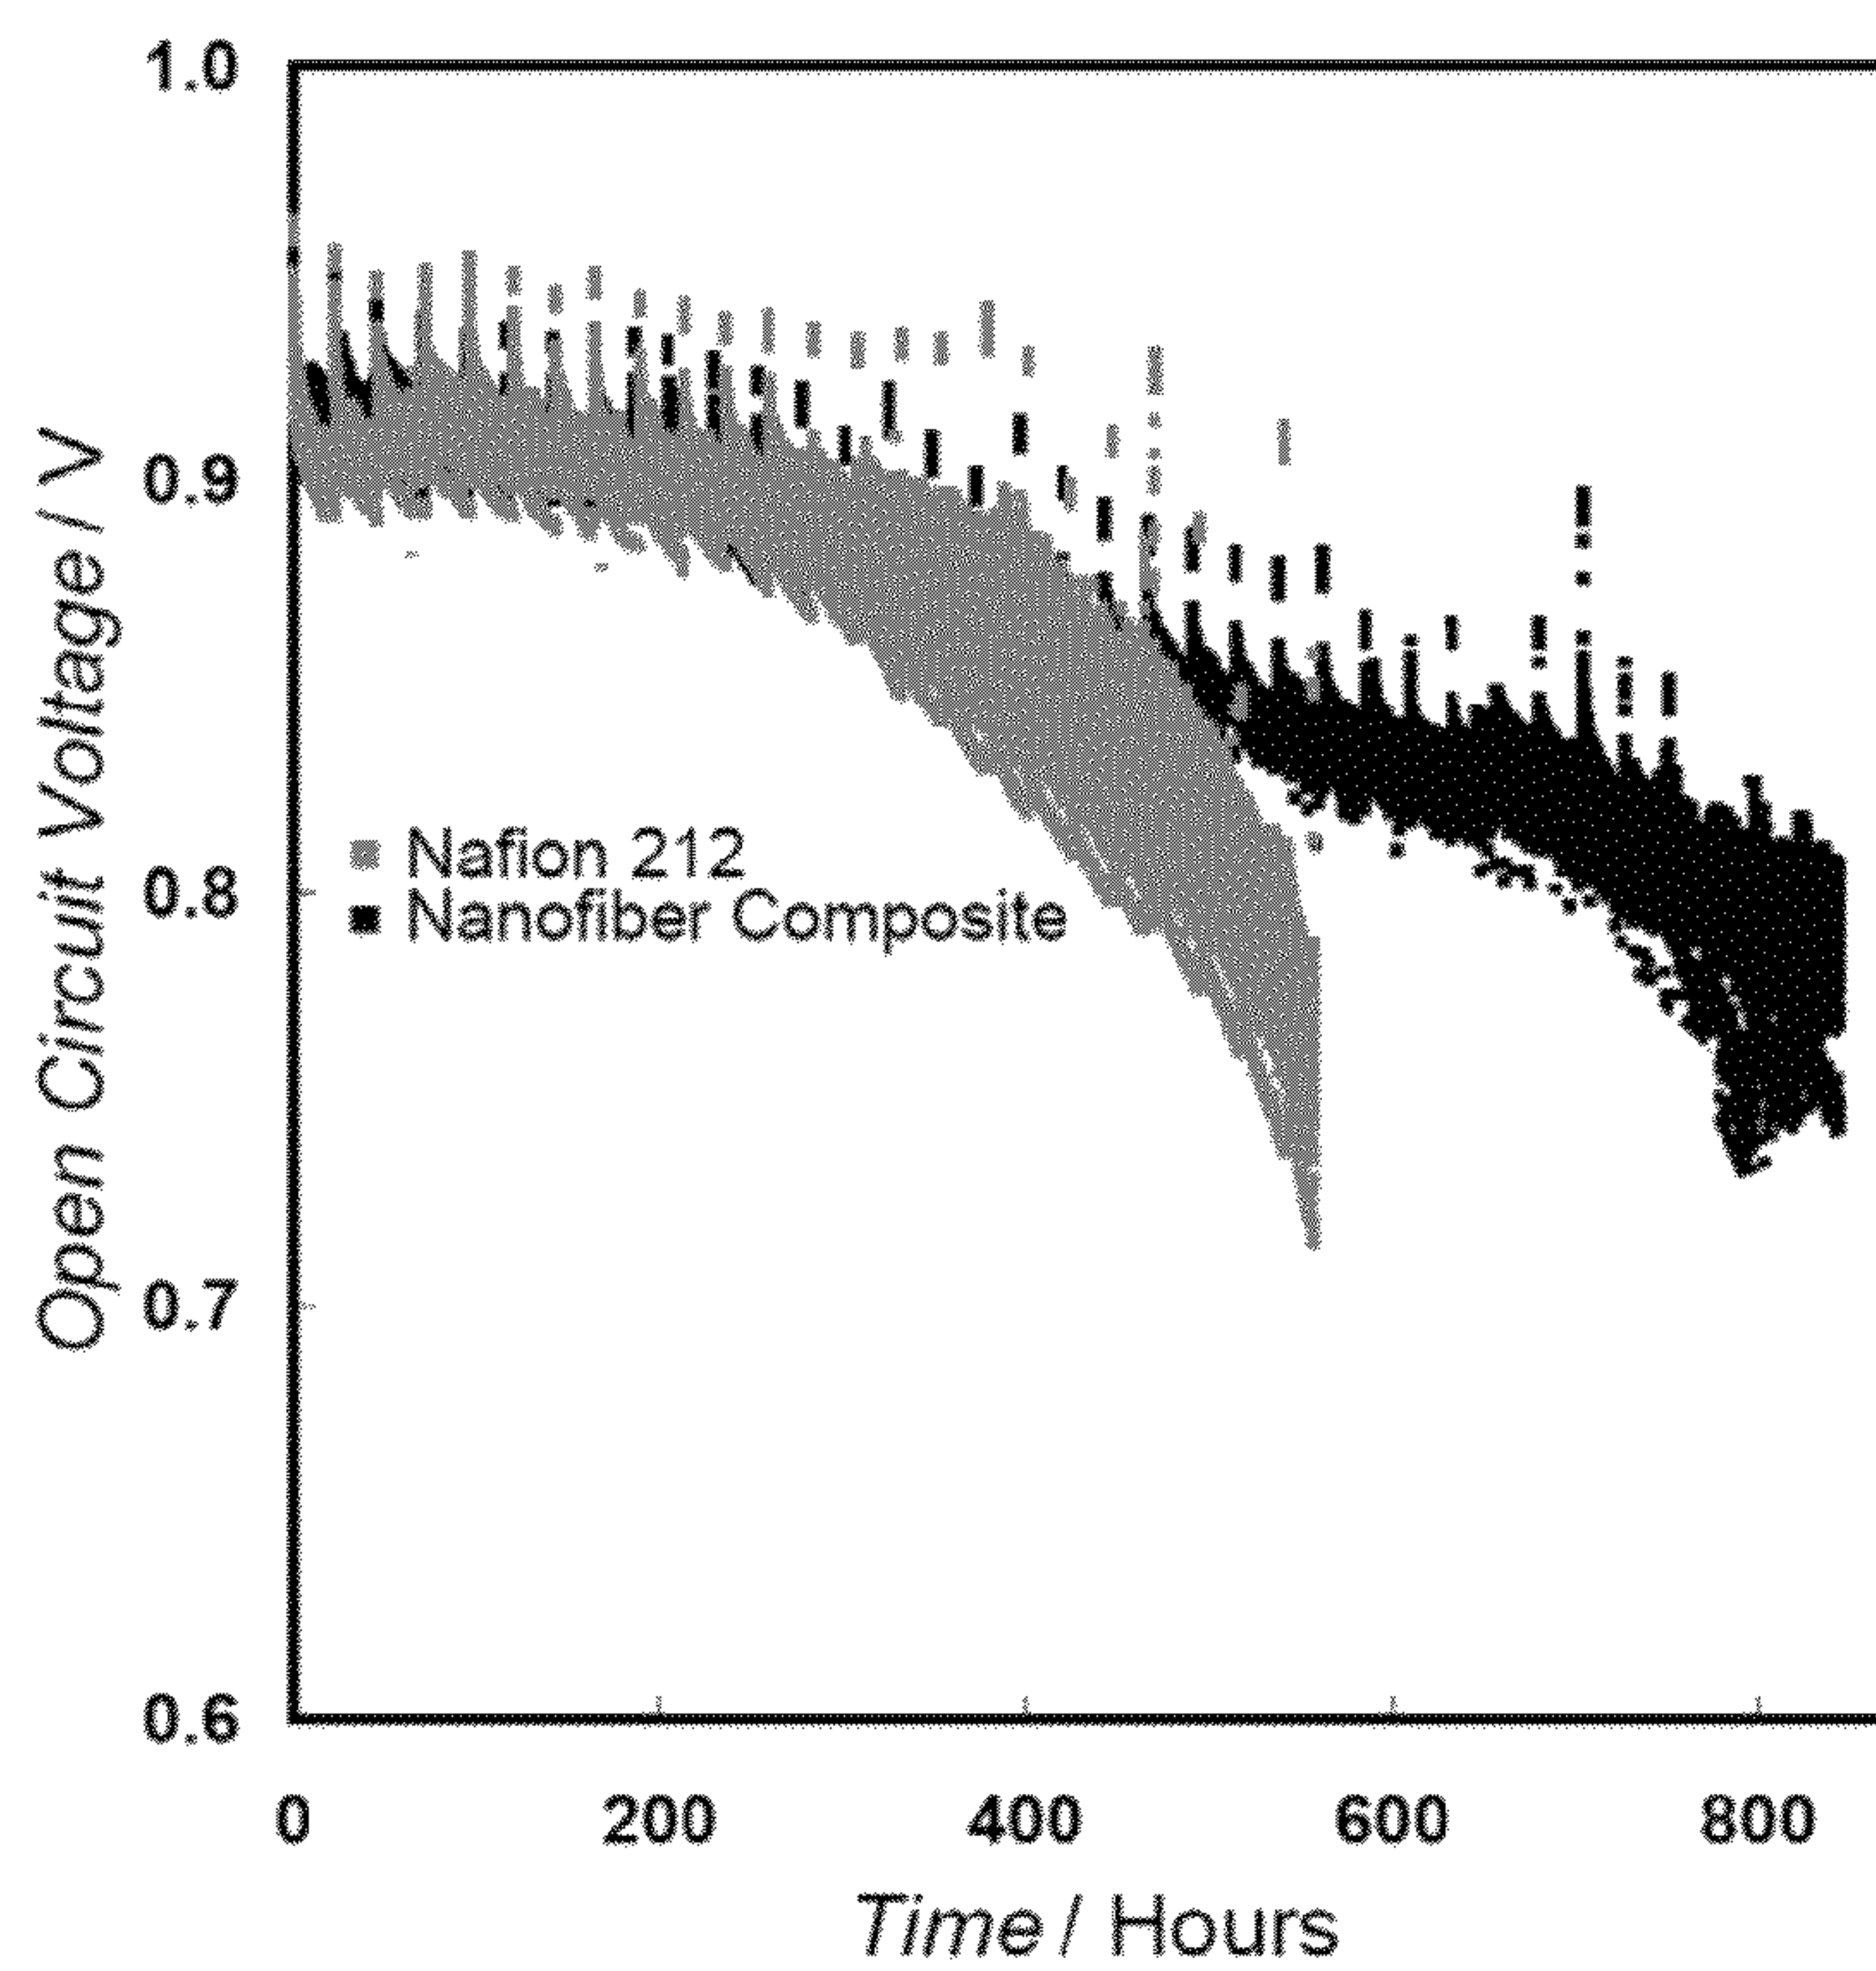 1.0
0.9
0.8
0.7
0.6
Open Circuit Voltage / V
Nafion 212
Nanofiber Composite
0 200 400 600 800
Time / Hours